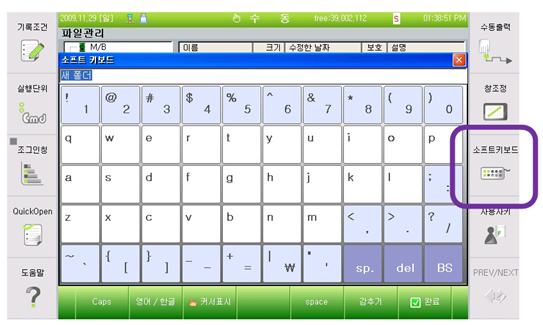 기록조건
2009.11.29 [일]
수 동
free:39,002,112
S
01:38:51 PM
수동출력
파일관리
M/B 이름 크기 수정한 날짜 보호 설명
소프트 키보드
새 폴더
실행단위
Cmd
창조정
! 1 @ 2 # 3 $ 4 % 5 ^ 6 & 7 * 8 ( 9 ) 0
q w e r t y u i o p
조그인칭
소프트키보드
a s d f g h j k l ; :
QuickOpen
사용자키
z x c v b n m < , > . ? /
도움말
PREV/NEXT
~ ` { [ } ] _ - + = | ₩ " ' sp. del BS
Caps 영어 / 한글 커서표시 space 감추기 완료